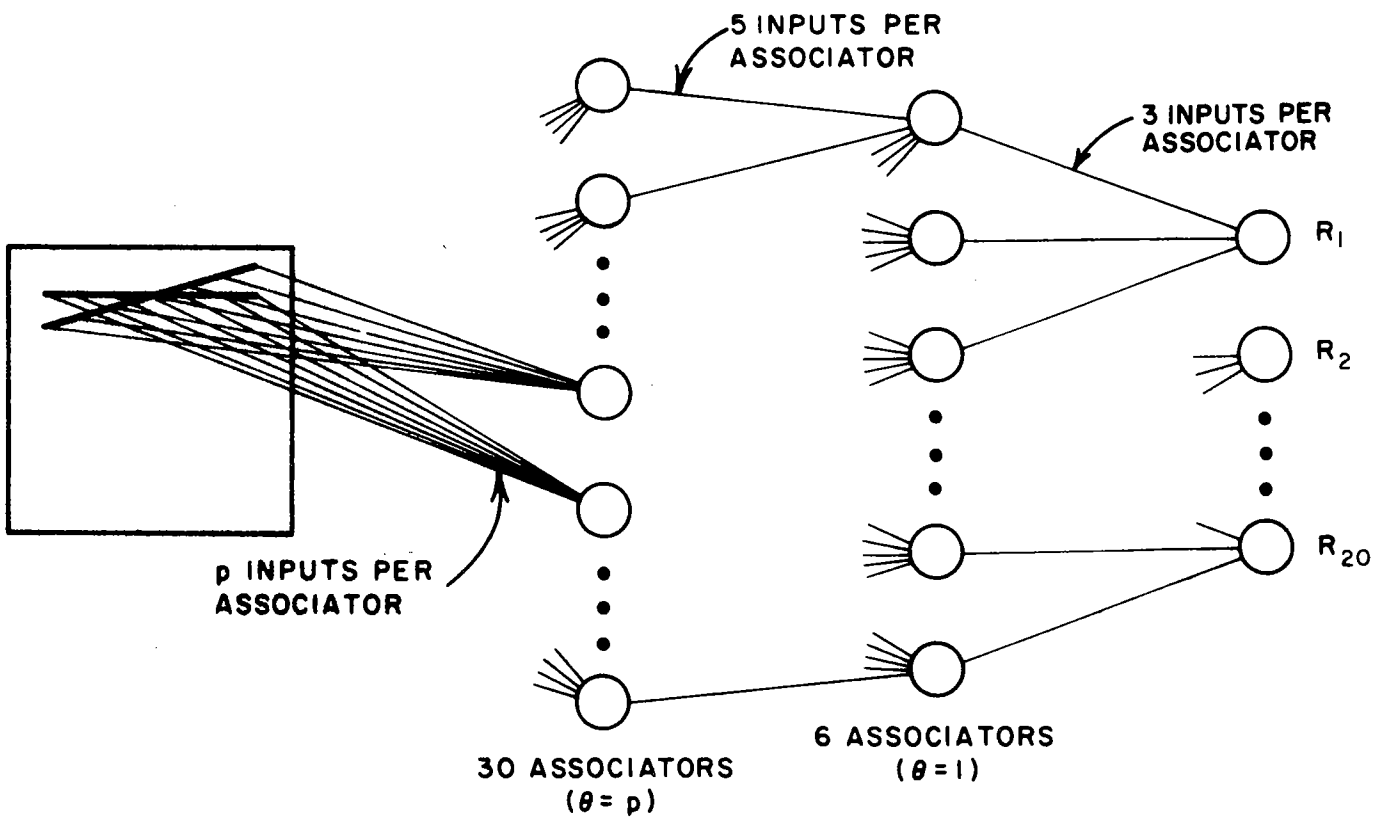 5 INPUTS PER
ASSOCIATOR
3 INPUTS PER
ASSOCIATOR
R1
R2
R20
p INPUTS PER
ASSOCIATOR
30 ASSOCIATORS
(θ = p)
6 ASSOCIATORS
(θ = 1)